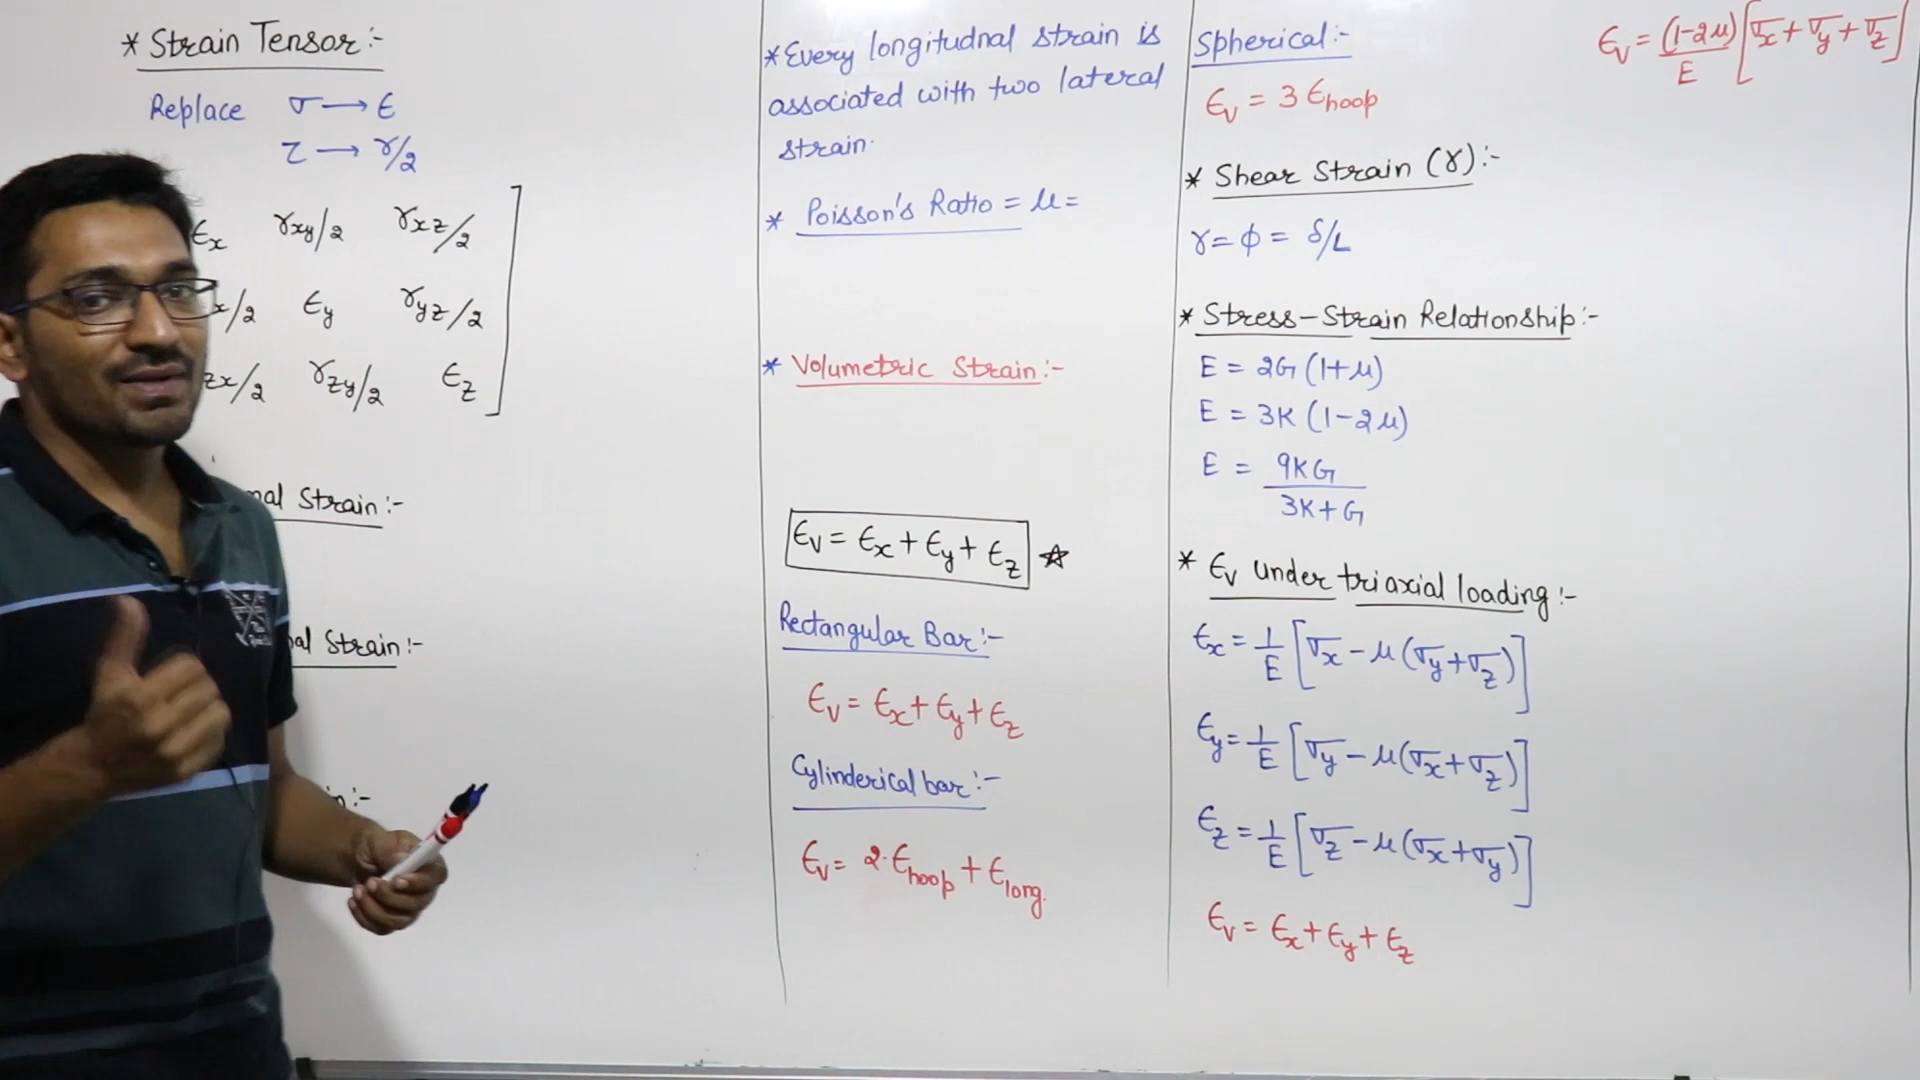 * Strain Tensor:-
Replace σ → ϵ
τ → γ/2
ϵx γxy/2 γxz/2
x/2 ϵy γyz/2
zx/2 γzy/2 ϵz
nal Strain:-
nal Strain:-
n:-
* Every longitudnal strain is
associated with two lateral
strain.
* Poisson's Ratio = μ =
* Volumetric Strain:-
ϵv = ϵx + ϵy + ϵz ☆
Rectangular Bar:-
ϵv = ϵx + ϵy + ϵz
Cylinderical bar:-
ϵv = 2·ϵhoop + ϵlong.
Spherical:-
ϵv = 3 ϵhoop
* Shear Strain (γ):-
γ = ϕ = δ/L
* Stress-Strain Relationship:-
E = 2G (1+μ)
E = 3K (1-2μ)
E = 9KG
3K+G
* ϵv under triaxial loading:-
ϵx = 1/E [σx - μ(σy+σz)]
ϵy = 1/E [σy - μ(σx+σz)]
ϵz = 1/E [σz - μ(σx+σy)]
ϵv = ϵx + ϵy + ϵz
ϵv = (1-2μ)/E [σx + σy + σz]